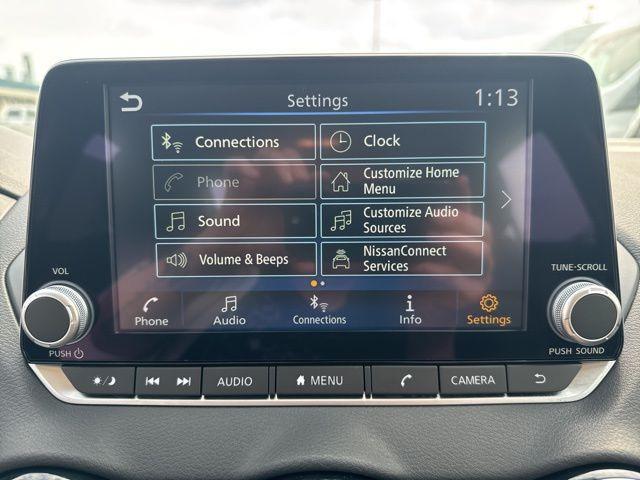 Settings
1:13
Connections
Clock
Phone
Customize Home
Menu
Sound
Customize Audio
Sources
Volume & Beeps
NissanConnect
Services
Phone
Audio
Connections
Info
Settings
VOL
PUSH
TUNE·SCROLL
PUSH SOUND
AUDIO
MENU
CAMERA